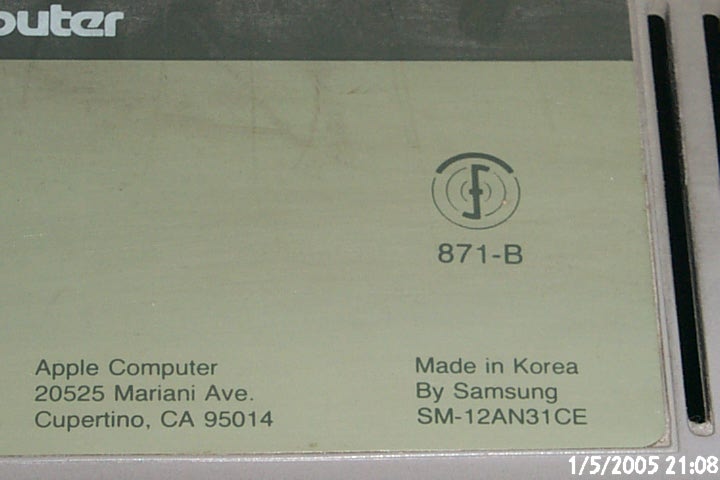 871-B
Apple Computer
20525 Mariani Ave.
Cupertino, CA 95014
Made in Korea
By Samsung
SM-12AN31CE
1/5/2005 21:08